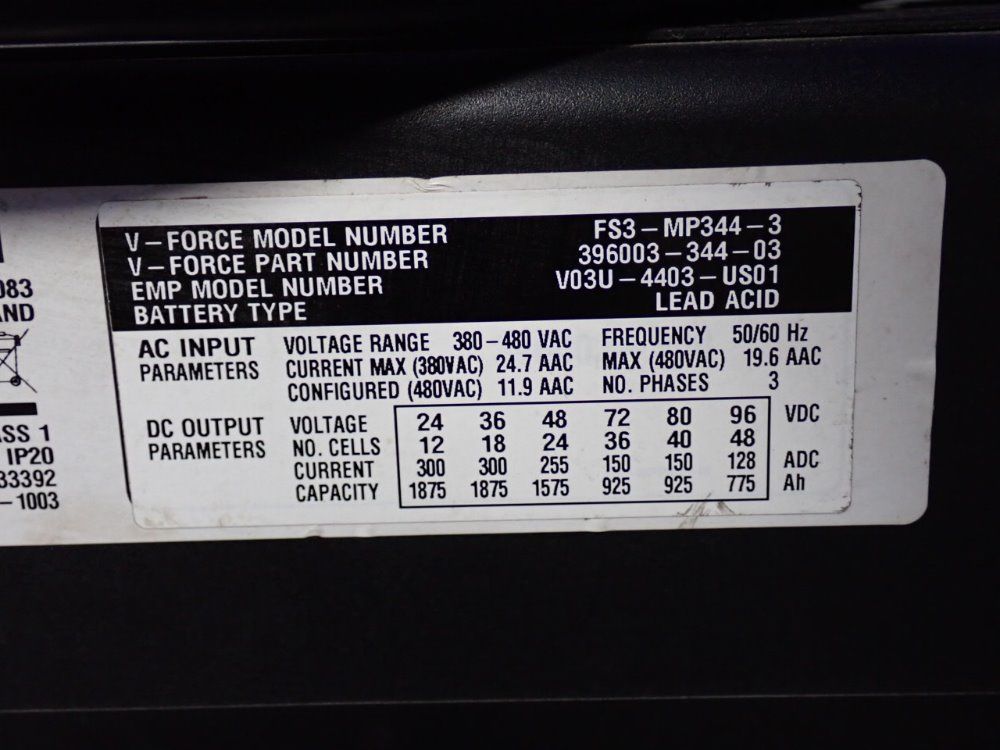 083
AND
ASS 1
IP20
33392
– 1003
V – FORCE MODEL NUMBER FS3 – MP344 – 3
V – FORCE PART NUMBER 396003 – 344 – 03
EMP MODEL NUMBER V03U – 4403 – US01
BATTERY TYPE LEAD ACID
AC INPUT VOLTAGE RANGE 380 – 480 VAC FREQUENCY 50/60 Hz
PARAMETERS CURRENT MAX (380VAC) 24.7 AAC MAX (480VAC) 19.6 AAC
CONFIGURED (480VAC) 11.9 AAC NO. PHASES 3
DC OUTPUT VOLTAGE 24 36 48 72 80 96 VDC
PARAMETERS NO. CELLS 12 18 24 36 40 48
CURRENT 300 300 255 150 150 128 ADC
CAPACITY 1875 1875 1575 925 925 775 Ah